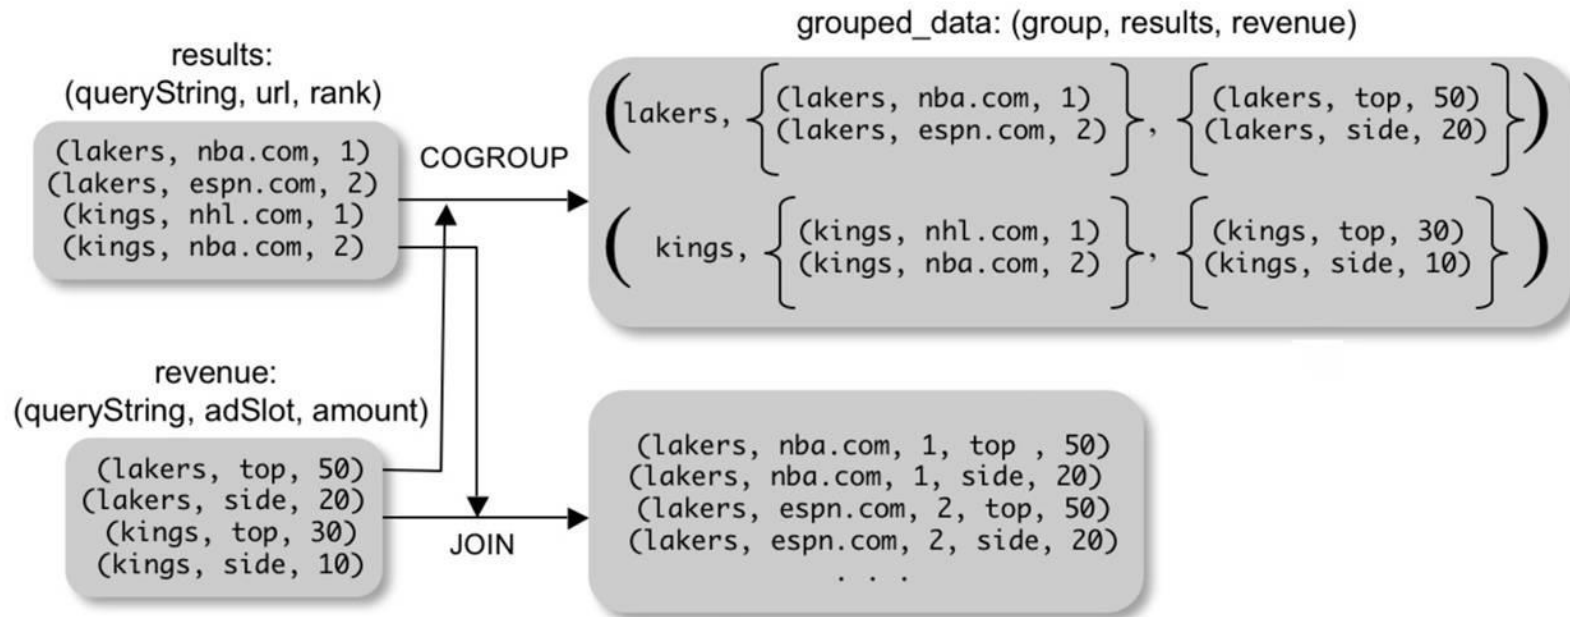 results:
(queryString, url, rank)
(lakers, nba.com, 1)
(lakers, espn.com, 2)
(kings, nhl.com, 1)
(kings, nba.com, 2)
revenue:
(queryString, adSlot, amount)
(lakers, top, 50)
(lakers, side, 20)
(kings, top, 30)
(kings, side, 10)
COGROUP
JOIN
grouped_data: (group, results, revenue)
(lakers, {(lakers, nba.com, 1)
(lakers, espn.com, 2)}, {(lakers, top, 50)
(lakers, side, 20)})
(kings, {(kings, nhl.com, 1)
(kings, nba.com, 2)}, {(kings, top, 30)
(kings, side, 10)})
(lakers, nba.com, 1, top , 50)
(lakers, nba.com, 1, side, 20)
(lakers, espn.com, 2, top, 50)
(lakers, espn.com, 2, side, 20)
. . .